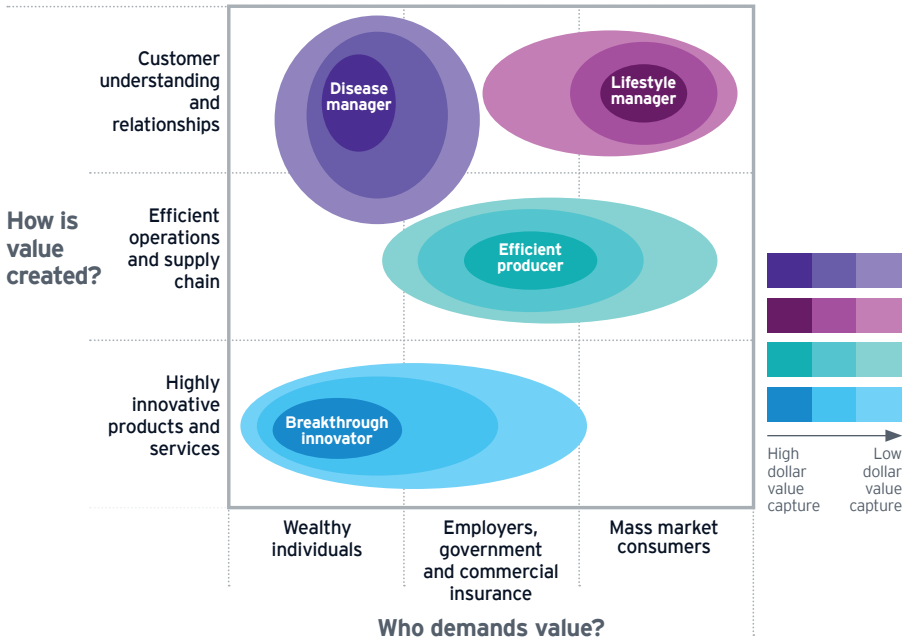 Customer
understanding
and
relationships
Disease
manager
Lifestyle
manager
How is
value
created?
Efficient
operations
and supply
chain
Efficient
producer
Highly
innovative
products and
services
Breakthrough
innovator
High
dollar
value
capture
Low
dollar
value
capture
Wealthy
individuals
Employers,
government
and commercial
insurance
Mass market
consumers
Who demands value?